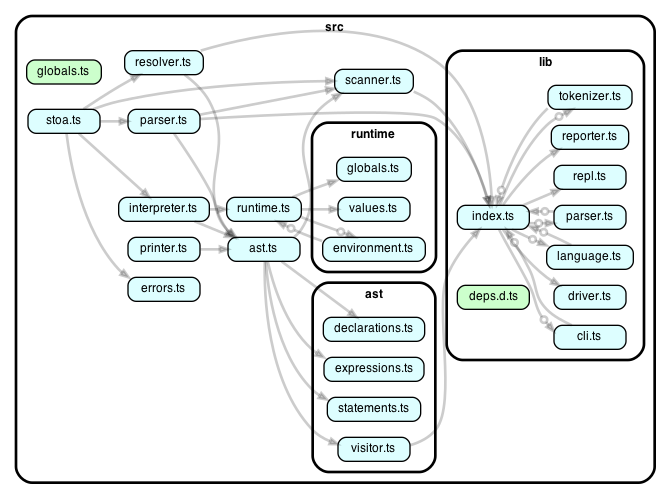 src
globals.ts
resolver.ts
stoa.ts
parser.ts
scanner.ts
interpreter.ts
runtime.ts
printer.ts
ast.ts
errors.ts
runtime
globals.ts
values.ts
environment.ts
ast
declarations.ts
expressions.ts
statements.ts
visitor.ts
lib
tokenizer.ts
reporter.ts
repl.ts
index.ts
parser.ts
language.ts
deps.d.ts
driver.ts
cli.ts